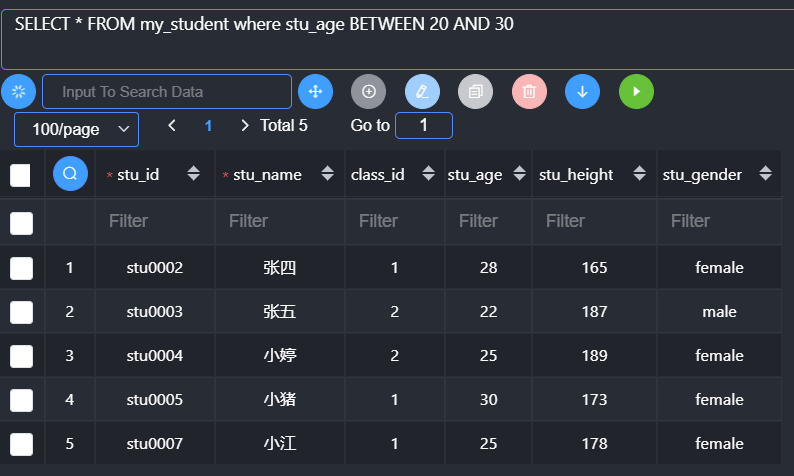 SELECT * FROM my_student where stu_age BETWEEN 20 AND 30
Input To Search Data
100/page 1 Total 5 Go to 1
* stu_id * stu_name class_id stu_age stu_height stu_gender
Filter Filter Filter Filter Filter Filter
1 stu0002 张四 1 28 165 female
2 stu0003 张五 2 22 187 male
3 stu0004 小婷 2 25 189 female
4 stu0005 小猪 1 30 173 female
5 stu0007 小江 1 25 178 female